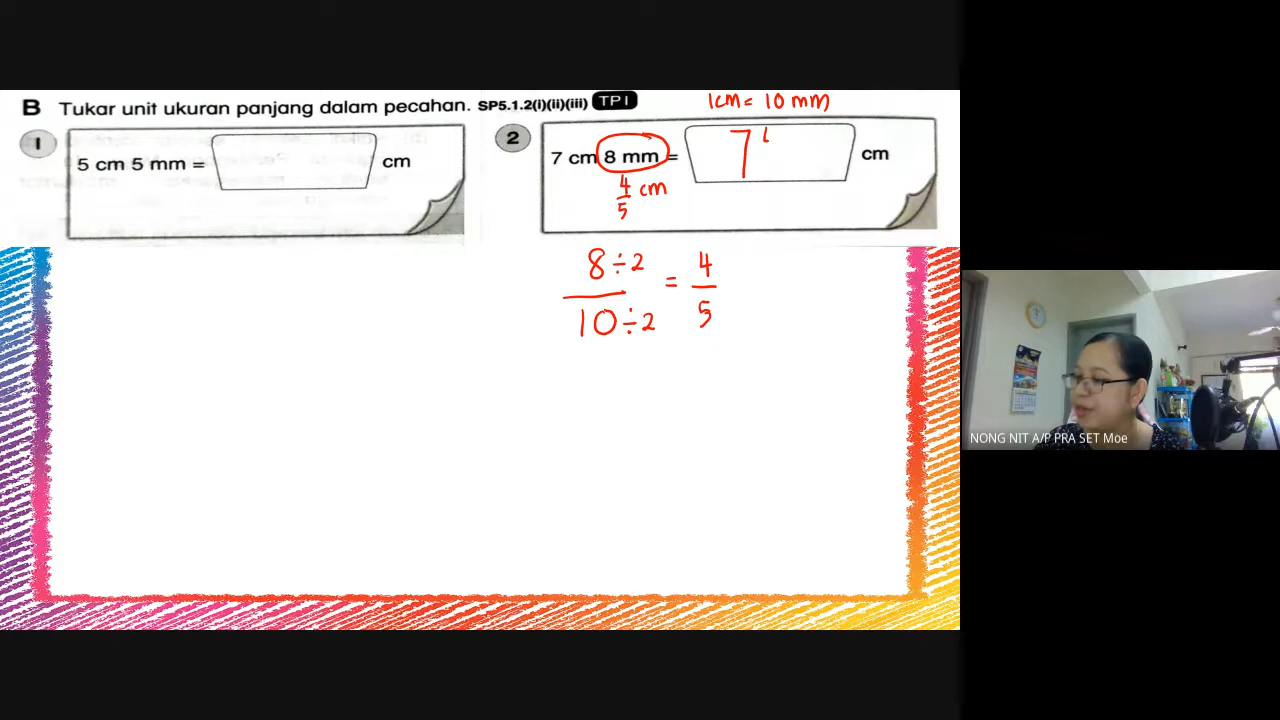 B Tukar unit ukuran panjang dalam pecahan. SP5.1.2(i)(ii)(iii) TP1
1cm = 10 mm
1
5 cm 5 mm = cm
2
7 cm 8 mm = 7 cm
4/5 cm
8÷2 / 10÷2 = 4/5
NONG NIT A/P PRA SET Moe